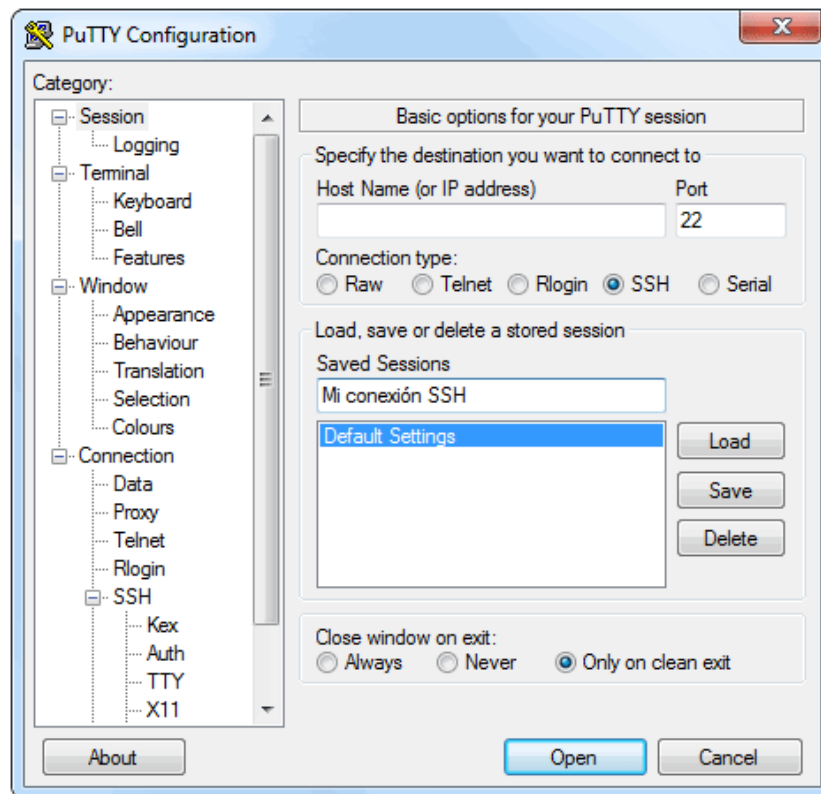 PuTTY Configuration
Category:
Session
Logging
Terminal
Keyboard
Bell
Features
Window
Appearance
Behaviour
Translation
Selection
Colours
Connection
Data
Proxy
Telnet
Rlogin
SSH
Kex
Auth
TTY
X11
Basic options for your PuTTY session
Specify the destination you want to connect to
Host Name (or IP address) Port
22
Connection type:
Raw Telnet Rlogin SSH Serial
Load, save or delete a stored session
Saved Sessions
Mi conexión SSH
Default Settings
Load
Save
Delete
Close window on exit:
Always Never Only on clean exit
About Open Cancel